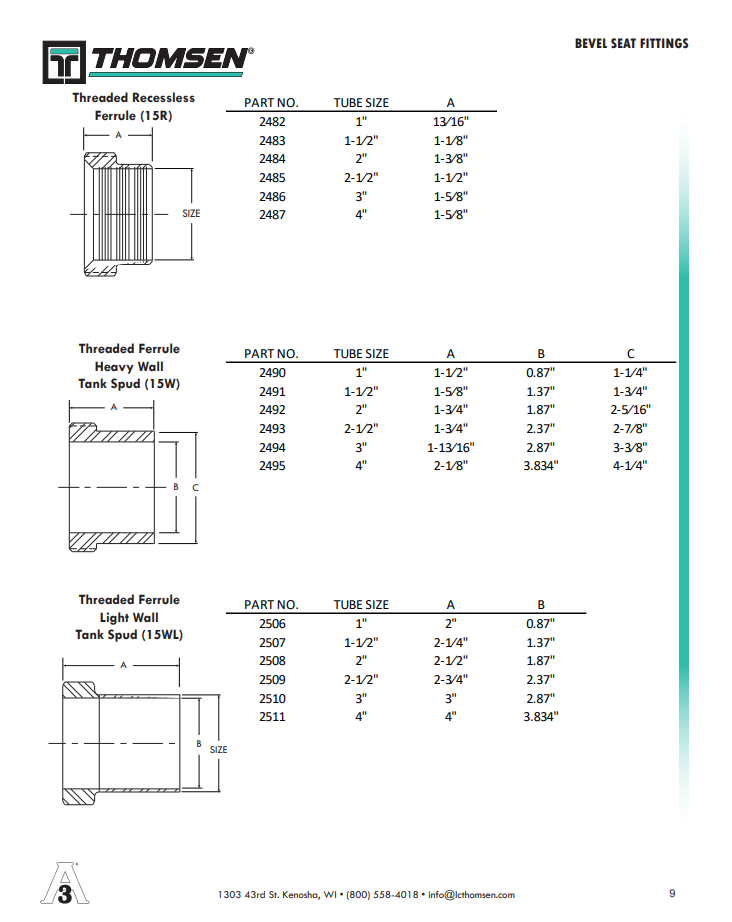 BEVEL SEAT FITTINGS
THOMSEN®
Threaded Recessless
Ferrule (15R)
A
SIZE
PART NO. TUBE SIZE A
2482 1" 13⁄16"
2483 1-1⁄2" 1-1⁄8"
2484 2" 1-3⁄8"
2485 2-1⁄2" 1-1⁄2"
2486 3" 1-5⁄8"
2487 4" 1-5⁄8"
Threaded Ferrule
Heavy Wall
Tank Spud (15W)
A
B C
PART NO. TUBE SIZE A B C
2490 1" 1-1⁄2" 0.87" 1-1⁄4"
2491 1-1⁄2" 1-5⁄8" 1.37" 1-3⁄4"
2492 2" 1-3⁄4" 1.87" 2-5⁄16"
2493 2-1⁄2" 1-3⁄4" 2.37" 2-7⁄8"
2494 3" 1-13⁄16" 2.87" 3-3⁄8"
2495 4" 2-1⁄8" 3.834" 4-1⁄4"
Threaded Ferrule
Light Wall
Tank Spud (15WL)
A
B SIZE
PART NO. TUBE SIZE A B
2506 1" 2" 0.87"
2507 1-1⁄2" 2-1⁄4" 1.37"
2508 2" 2-1⁄2" 1.87"
2509 2-1⁄2" 2-3⁄4" 2.37"
2510 3" 3" 2.87"
2511 4" 4" 3.834"
A
3
®
1303 43rd St. Kenosha, WI • (800) 558-4018 • info@lcthomsen.com
9